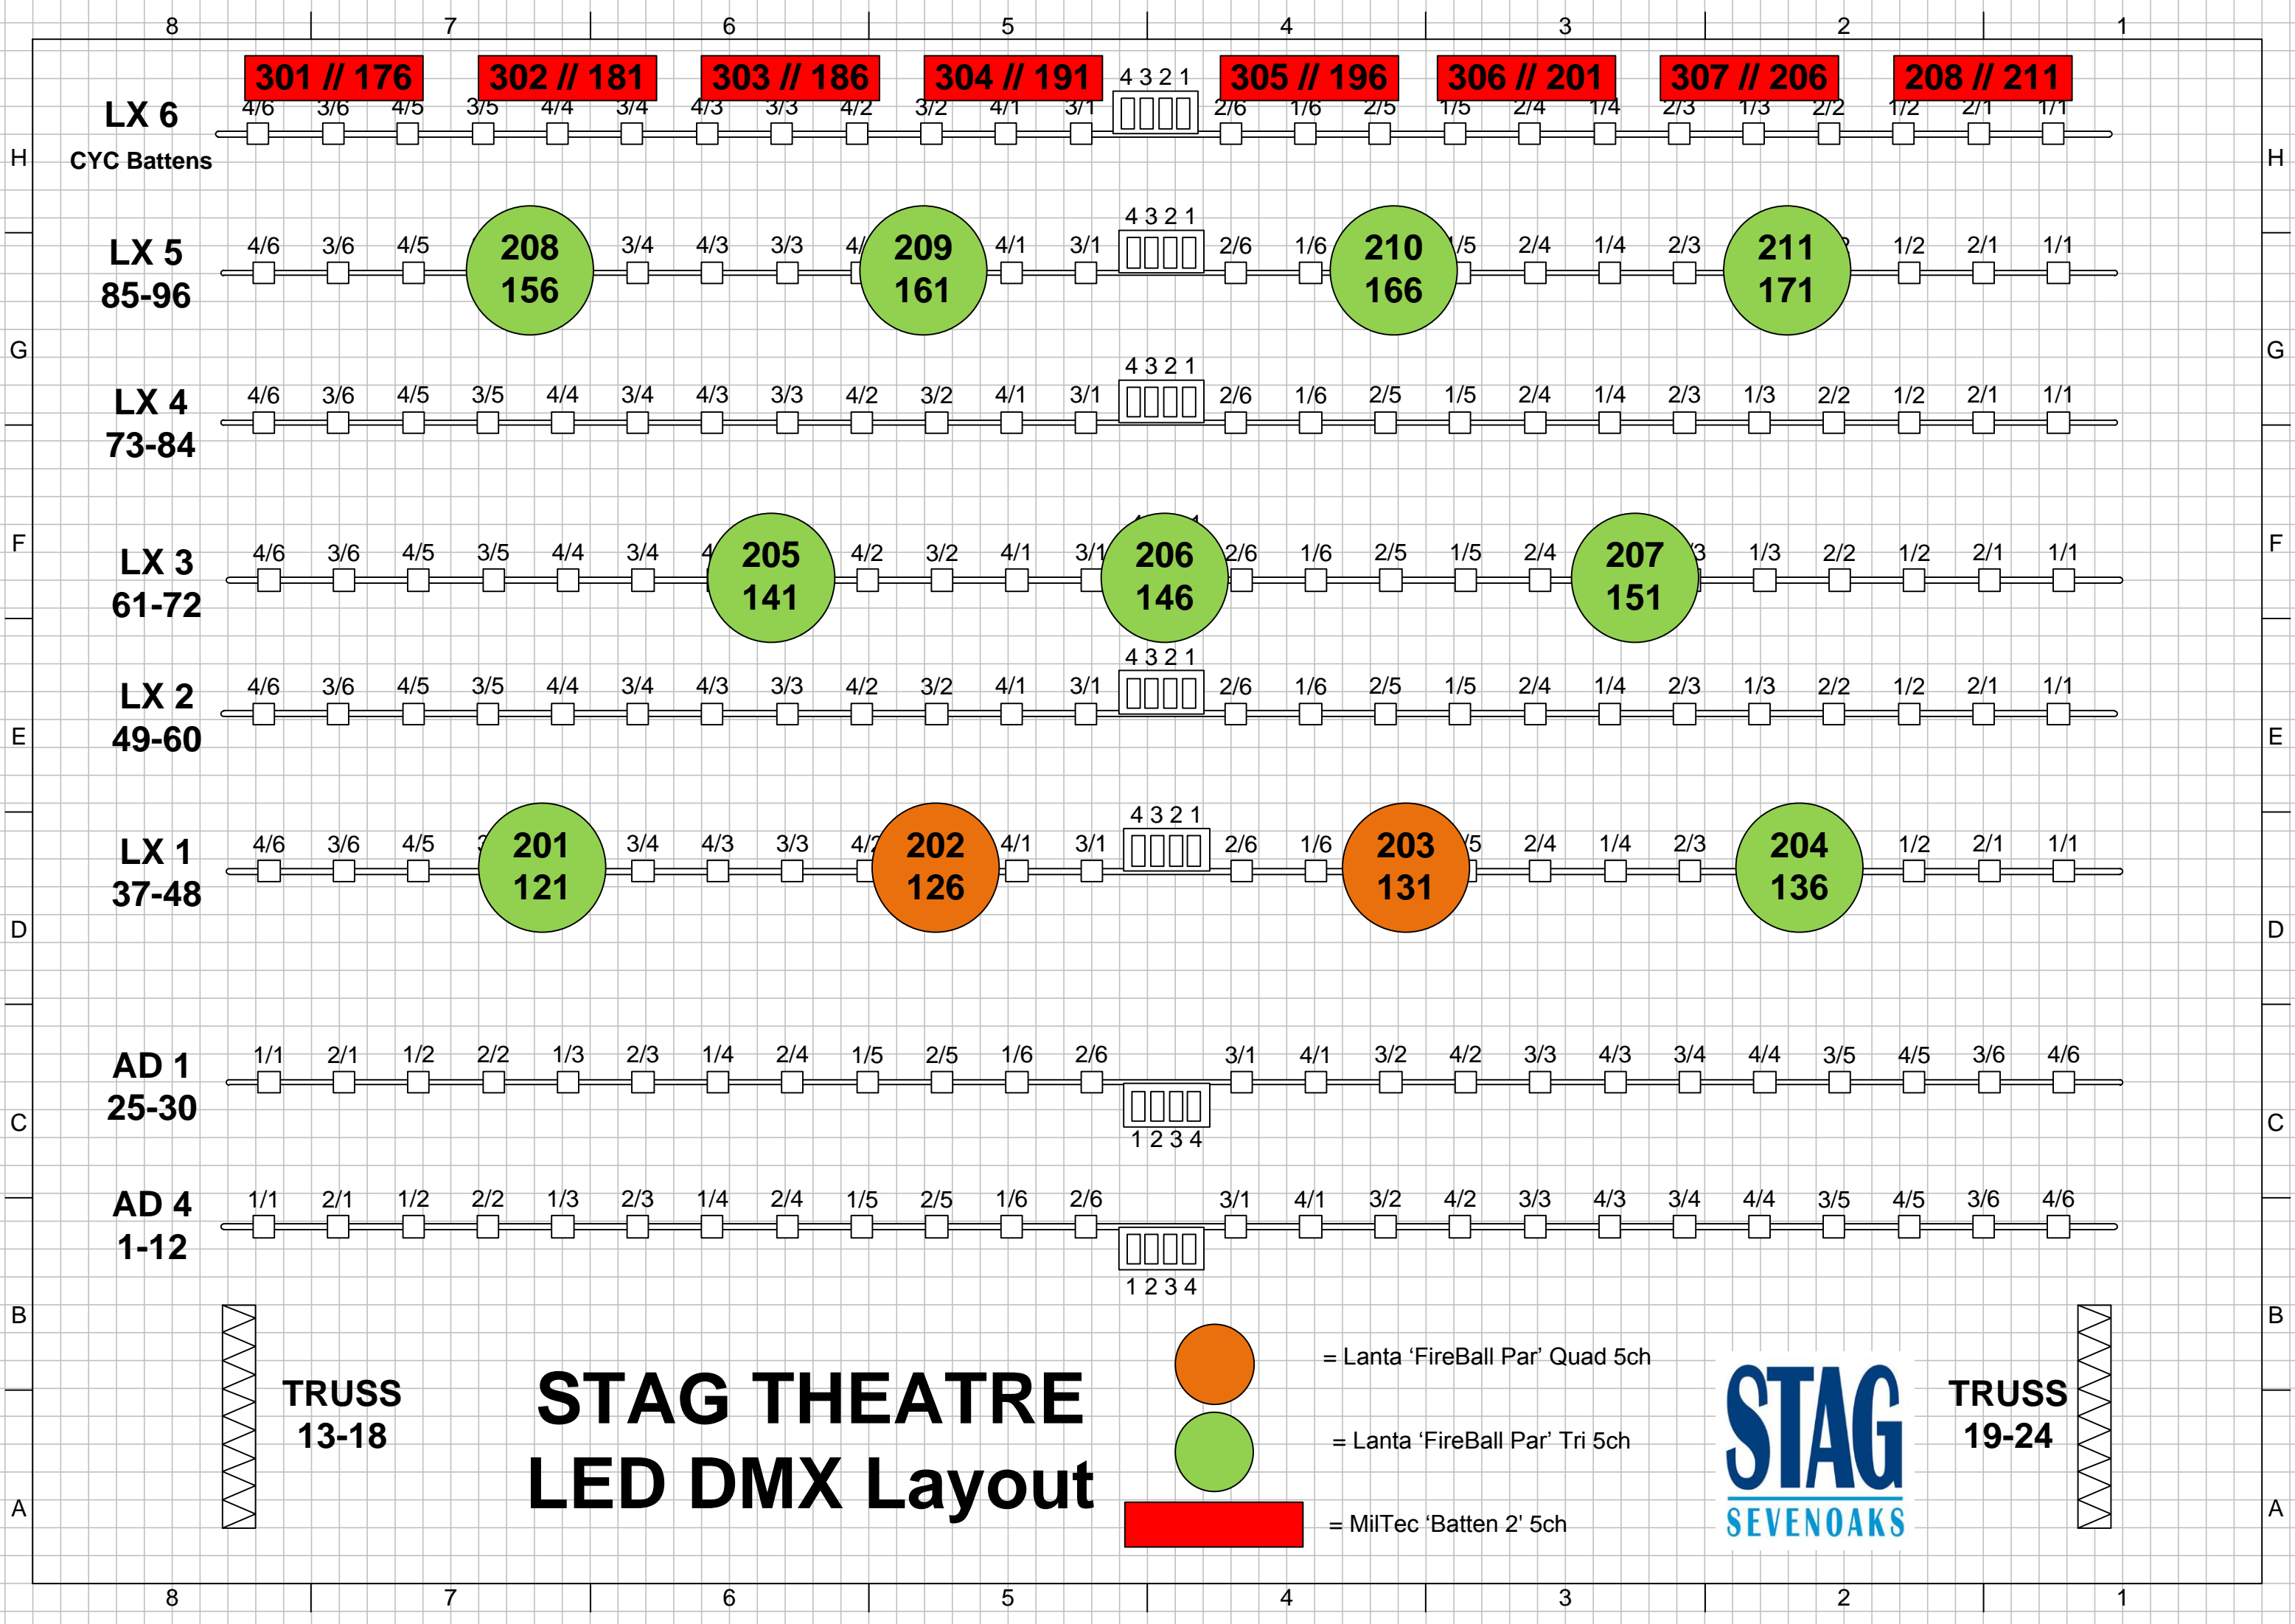 8 7 6 5 4 3 2 1
301 // 176 302 // 181 303 // 186 304 // 191 4 3 2 1 305 // 196 306 // 201 307 // 206 208 // 211
LX 6
4/6 3/6 4/5 3/5 4/4 3/4 4/3 3/3 4/2 3/2 4/1 3/1 2/6 1/6 2/5 1/5 2/4 1/4 2/3 1/3 2/2 1/2 2/1 1/1
H CYC Battens H
4 3 2 1
LX 5
85-96
4/6 3/6 4/5 3/4 4/3 3/3 4/1 3/1 2/6 1/6 /5 2/4 1/4 2/3 1/2 2/1 1/1
208
156
209
161
210
166
211
171
G G
4 3 2 1
LX 4
73-84
4/6 3/6 4/5 3/5 4/4 3/4 4/3 3/3 4/2 3/2 4/1 3/1 2/6 1/6 2/5 1/5 2/4 1/4 2/3 1/3 2/2 1/2 2/1 1/1
F F
LX 3
61-72
4/6 3/6 4/5 3/5 4/4 3/4 4/2 3/2 4/1 3/1 2/6 1/6 2/5 1/5 2/4 /3 1/3 2/2 1/2 2/1 1/1
205
141
206
146
207
151
4 3 2 1
LX 2
49-60
4/6 3/6 4/5 3/5 4/4 3/4 4/3 3/3 4/2 3/2 4/1 3/1 2/6 1/6 2/5 1/5 2/4 1/4 2/3 1/3 2/2 1/2 2/1 1/1
E E
4 3 2 1
LX 1
37-48
4/6 3/6 4/5 3/4 4/3 3/3 4/2 4/1 3/1 2/6 1/6 /5 2/4 1/4 2/3 1/2 2/1 1/1
201
121
202
126
203
131
204
136
D D
AD 1
25-30
1/1 2/1 1/2 2/2 1/3 2/3 1/4 2/4 1/5 2/5 1/6 2/6 3/1 4/1 3/2 4/2 3/3 4/3 3/4 4/4 3/5 4/5 3/6 4/6
C C
1 2 3 4
AD 4
1-12
1/1 2/1 1/2 2/2 1/3 2/3 1/4 2/4 1/5 2/5 1/6 2/6 3/1 4/1 3/2 4/2 3/3 4/3 3/4 4/4 3/5 4/5 3/6 4/6
1 2 3 4
B B
TRUSS
13-18
STAG THEATRE
LED DMX Layout
= Lanta ‘FireBall Par’ Quad 5ch
= Lanta ‘FireBall Par’ Tri 5ch
= MilTec ‘Batten 2' 5ch
STAG
SEVENOAKS
TRUSS
19-24
A A
8 7 6 5 4 3 2 1